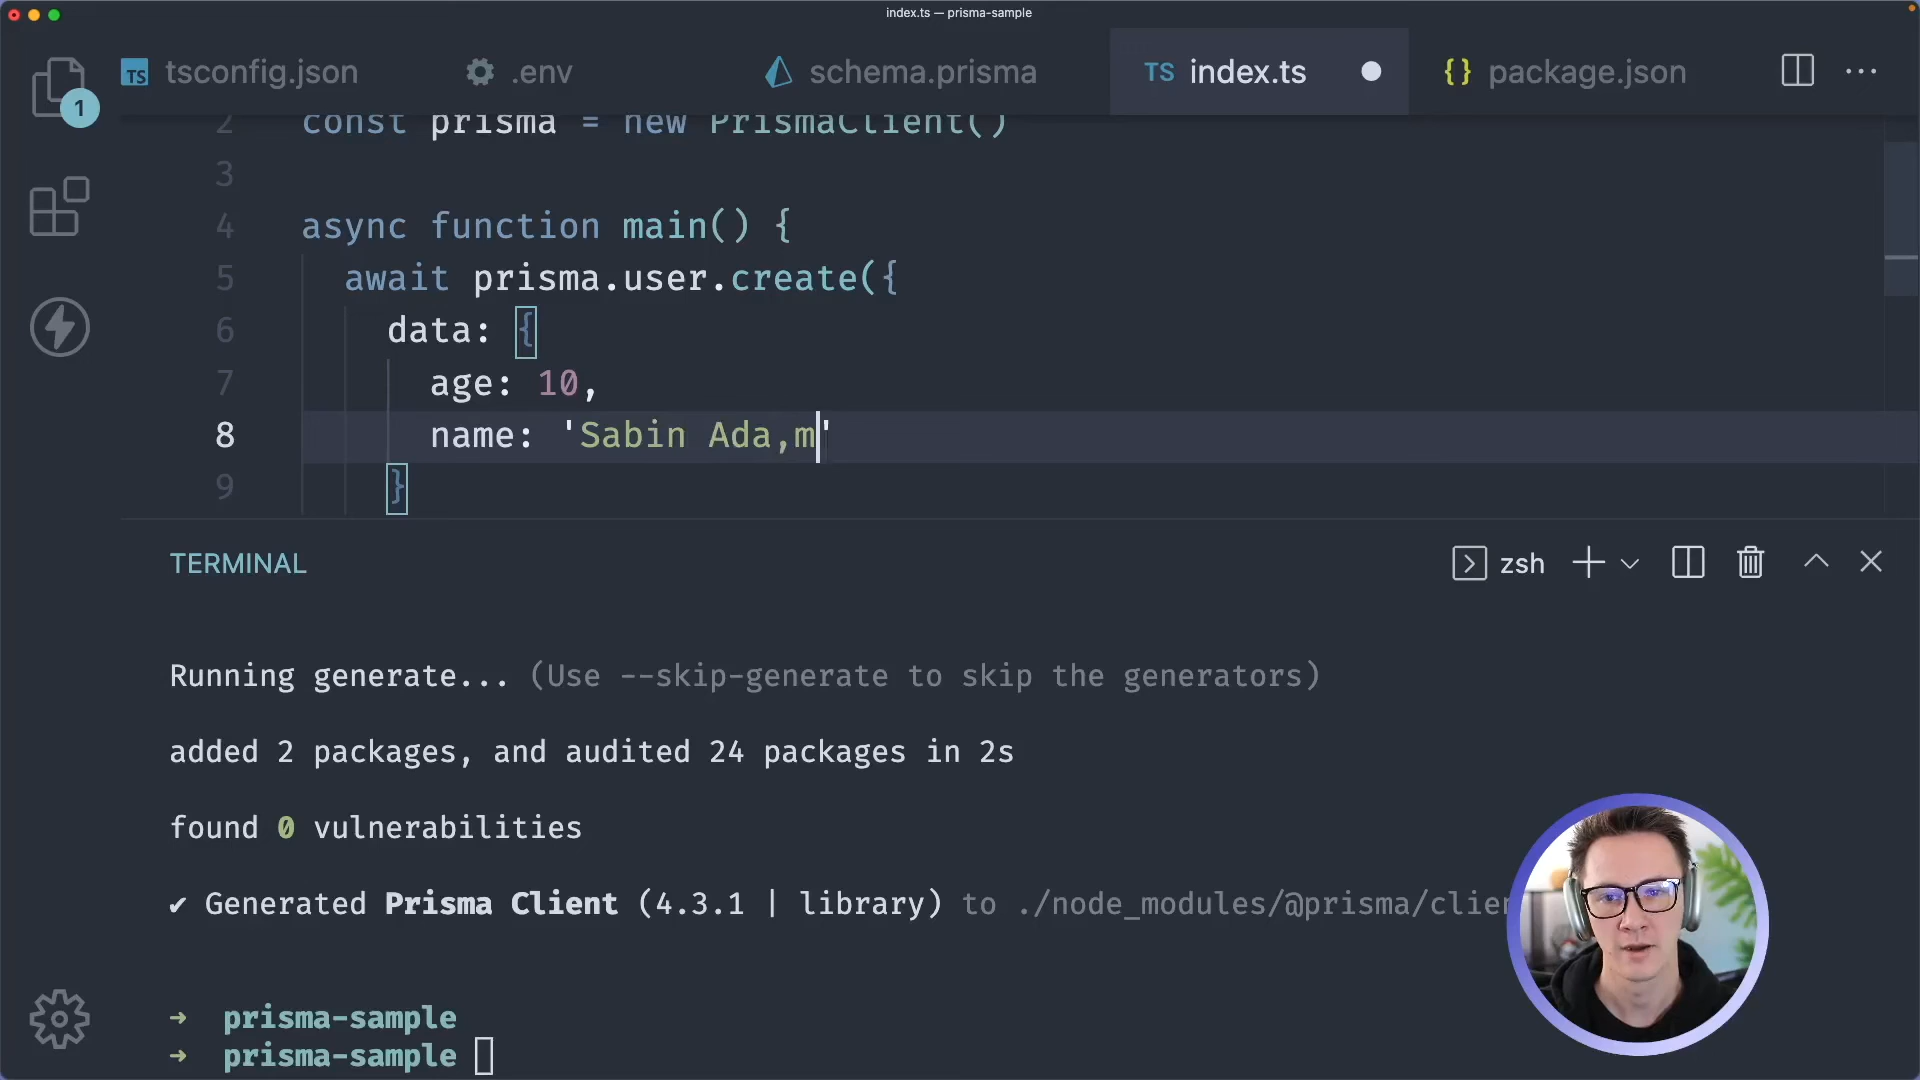 index.ts — prisma-sample
TS tsconfig.json .env schema.prisma TS index.ts {} package.json
1
2 const prisma = new PrismaClient()
3
4 async function main() {
5 await prisma.user.create({
6 data: {
7 age: 10,
8 name: 'Sabin Ada,m'
9 }
TERMINAL zsh
Running generate... (Use --skip-generate to skip the generators)
added 2 packages, and audited 24 packages in 2s
found 0 vulnerabilities
✔ Generated Prisma Client (4.3.1 | library) to ./node_modules/@prisma/clien
➜ prisma-sample
➜ prisma-sample